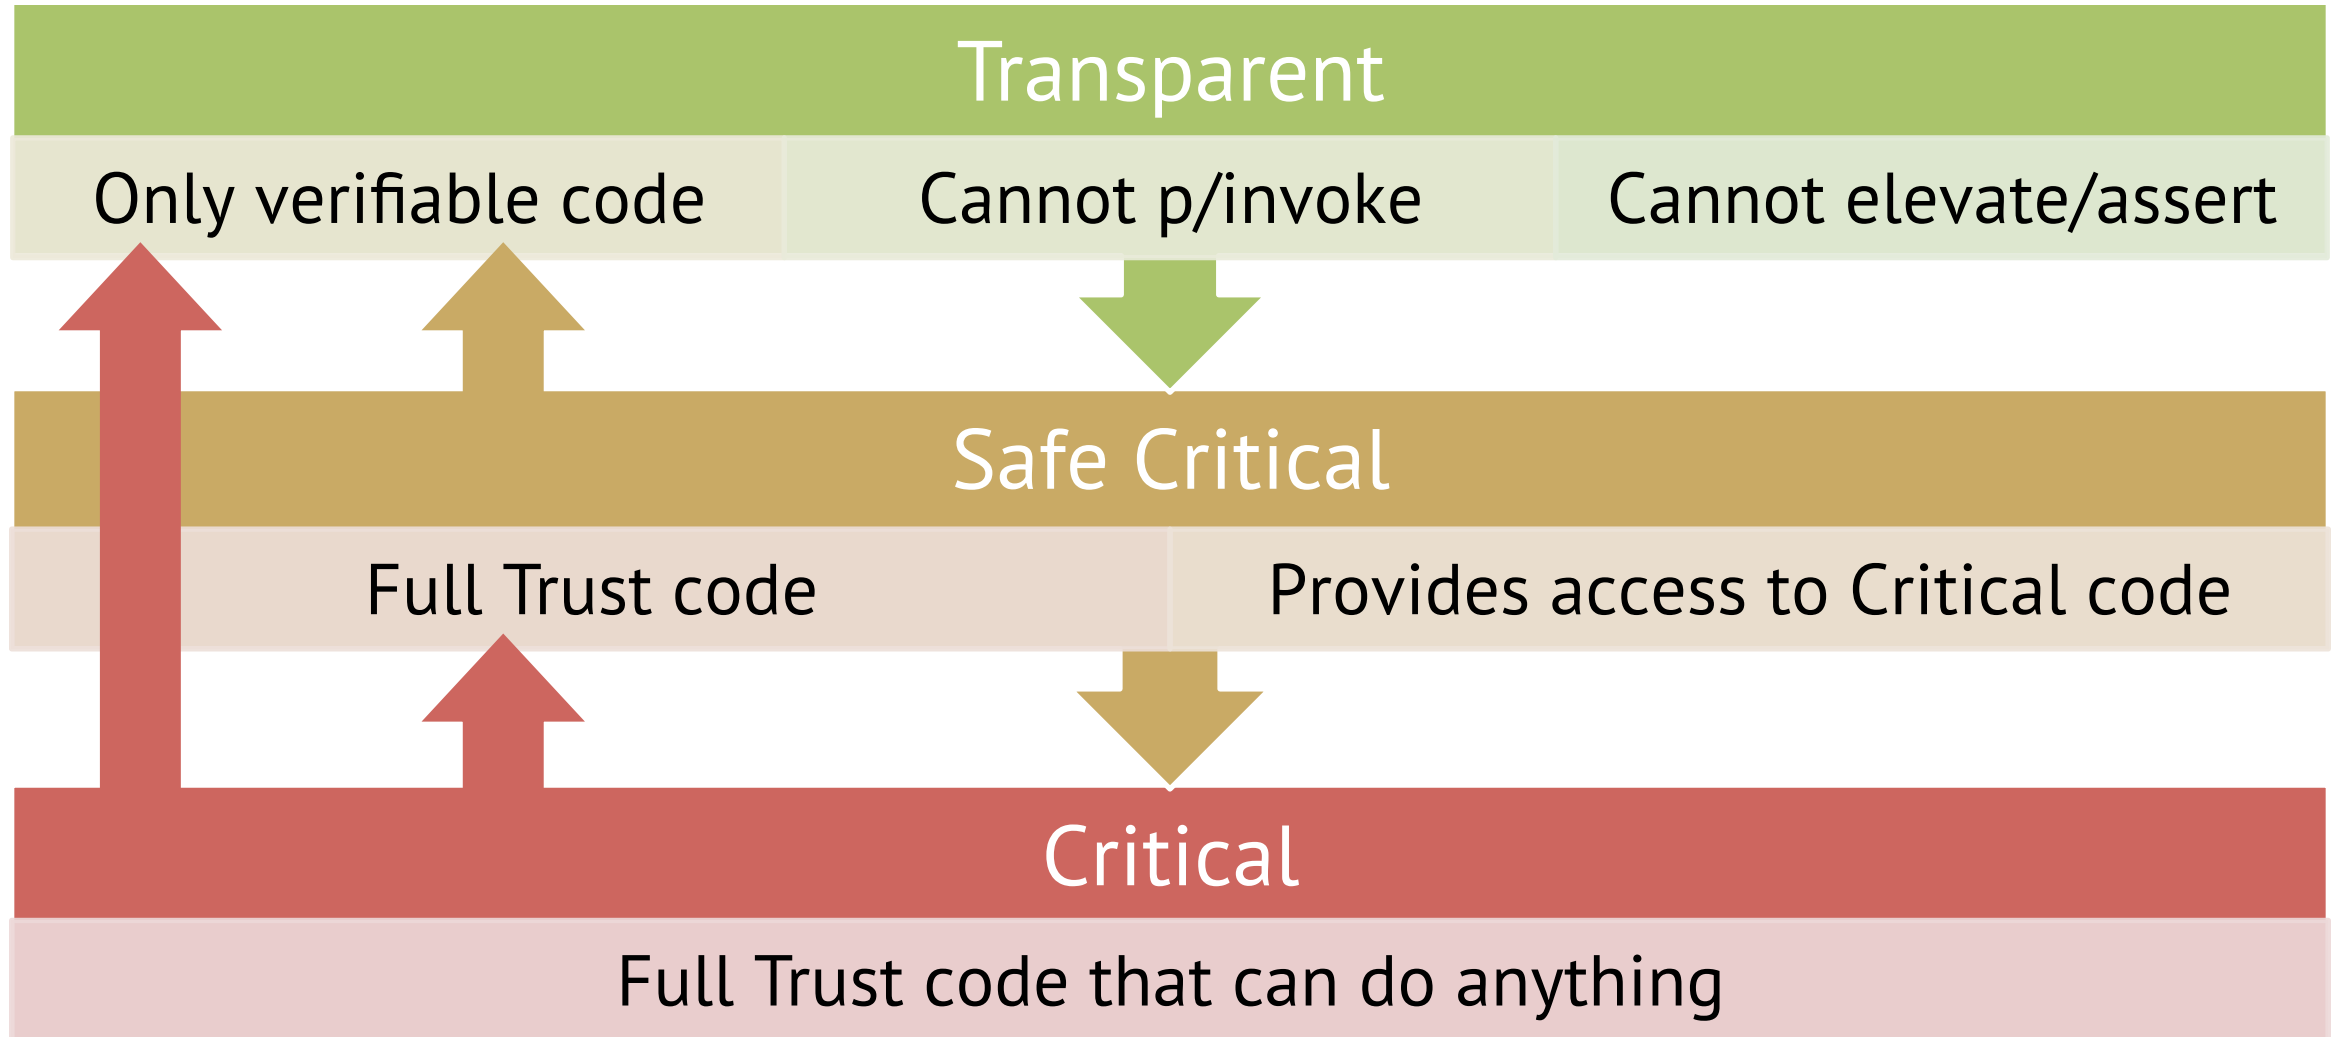 Transparent
Only verifiable code
Cannot p/invoke
Cannot elevate/assert
Safe Critical
Full Trust code
Provides access to Critical code
Critical
Full Trust code that can do anything